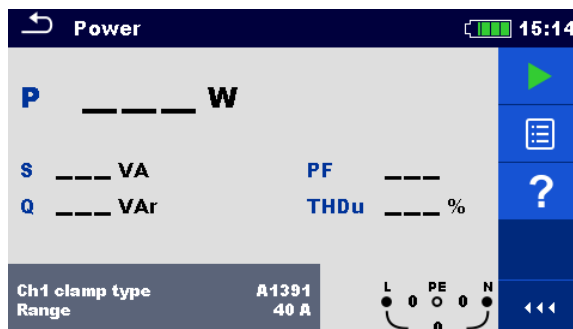 Power 15:14
P ___ W
S ___ VA PF ___
Q ___ VAr THDu ___ %
?
Ch1 clamp type A1391
Range 40 A
L PE N
0 0
0